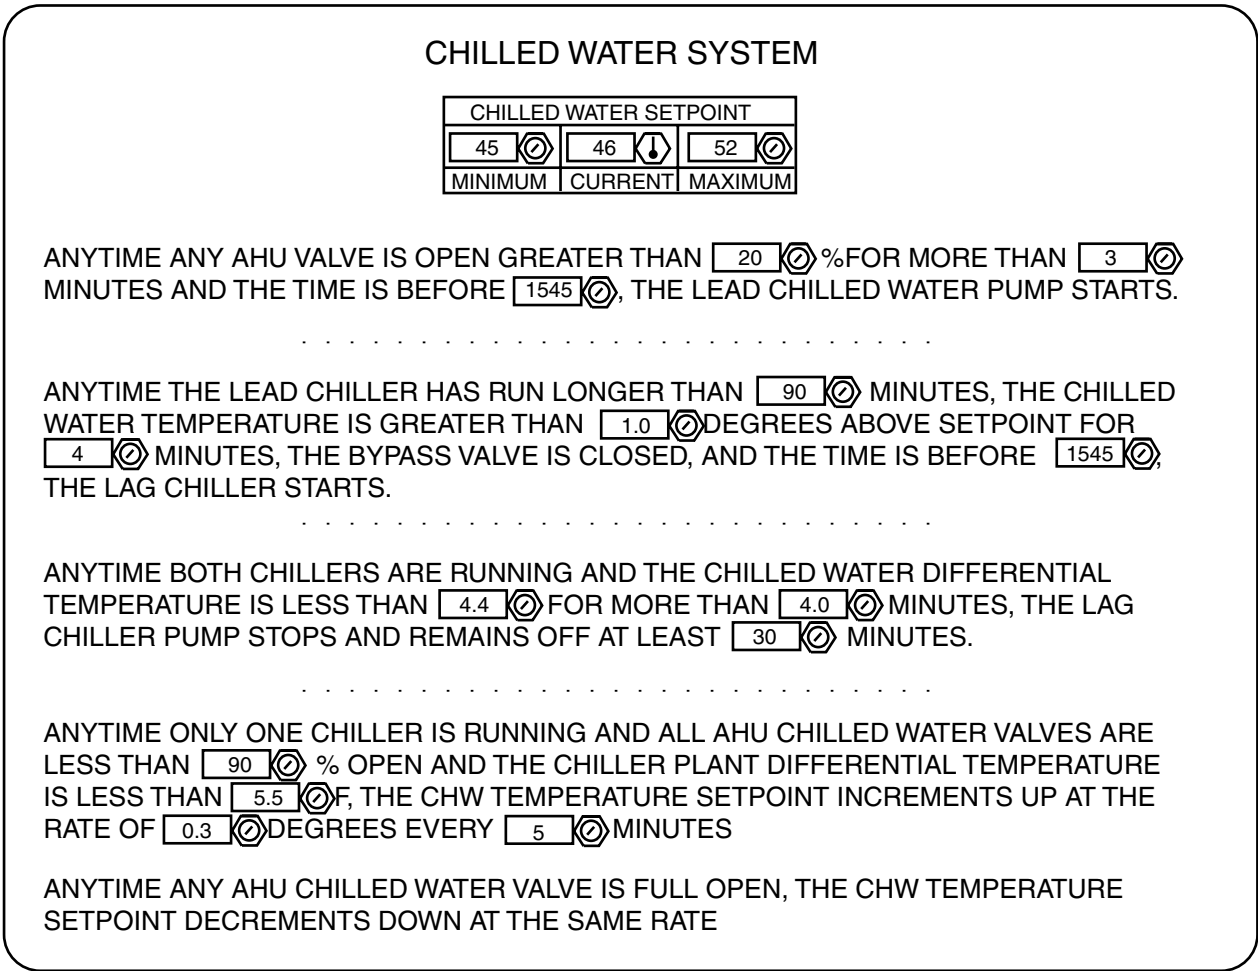 CHILLED WATER SYSTEM
CHILLED WATER SETPOINT
45 46 52
MINIMUM CURRENT MAXIMUM
ANYTIME ANY AHU VALVE IS OPEN GREATER THAN 20 %FOR MORE THAN 3
MINUTES AND THE TIME IS BEFORE 1545 , THE LEAD CHILLED WATER PUMP STARTS.
. . . . . . . . . . . . . . . . . . . . . . . . . . .
ANYTIME THE LEAD CHILLER HAS RUN LONGER THAN 90 MINUTES, THE CHILLED
WATER TEMPERATURE IS GREATER THAN 1.0 DEGREES ABOVE SETPOINT FOR
4 MINUTES, THE BYPASS VALVE IS CLOSED, AND THE TIME IS BEFORE 1545 ,
THE LAG CHILLER STARTS.
. . . . . . . . . . . . . . . . . . . . . . . . . . .
ANYTIME BOTH CHILLERS ARE RUNNING AND THE CHILLED WATER DIFFERENTIAL
TEMPERATURE IS LESS THAN 4.4 FOR MORE THAN 4.0 MINUTES, THE LAG
CHILLER PUMP STOPS AND REMAINS OFF AT LEAST 30 MINUTES.
. . . . . . . . . . . . . . . . . . . . . . . . . . .
ANYTIME ONLY ONE CHILLER IS RUNNING AND ALL AHU CHILLED WATER VALVES ARE
LESS THAN 90 % OPEN AND THE CHILLER PLANT DIFFERENTIAL TEMPERATURE
IS LESS THAN 5.5 F, THE CHW TEMPERATURE SETPOINT INCREMENTS UP AT THE
RATE OF 0.3 DEGREES EVERY 5 MINUTES
ANYTIME ANY AHU CHILLED WATER VALVE IS FULL OPEN, THE CHW TEMPERATURE
SETPOINT DECREMENTS DOWN AT THE SAME RATE